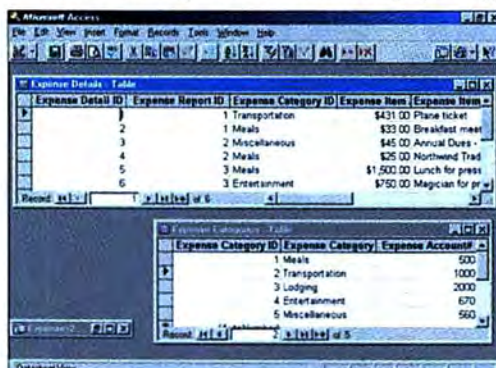 Microsoft Access
File Edit View Insert Format Records Tools Window Help
Expense Details - Table
Expense Detail ID Expense Report ID Expense Category ID Expense Item Expense Item
1 1 Transportation $431.00 Plane ticket
2 1 Meals $33.00 Breakfast meet
3 2 Miscellaneous $45.00 Annual Dues -
4 2 Meals $25.00 Northwind Trad
5 3 Meals $1,500.00 Lunch for press
6 3 Entertainment $750.00 Magician for pr
Record: 1 of 6
Expense Categories - Table
Expense Category ID Expense Category Expense Account#
1 Meals 500
2 Transportation 1000
3 Lodging 2000
4 Entertainment 670
5 Miscellaneous 560
Record: 2 of 5